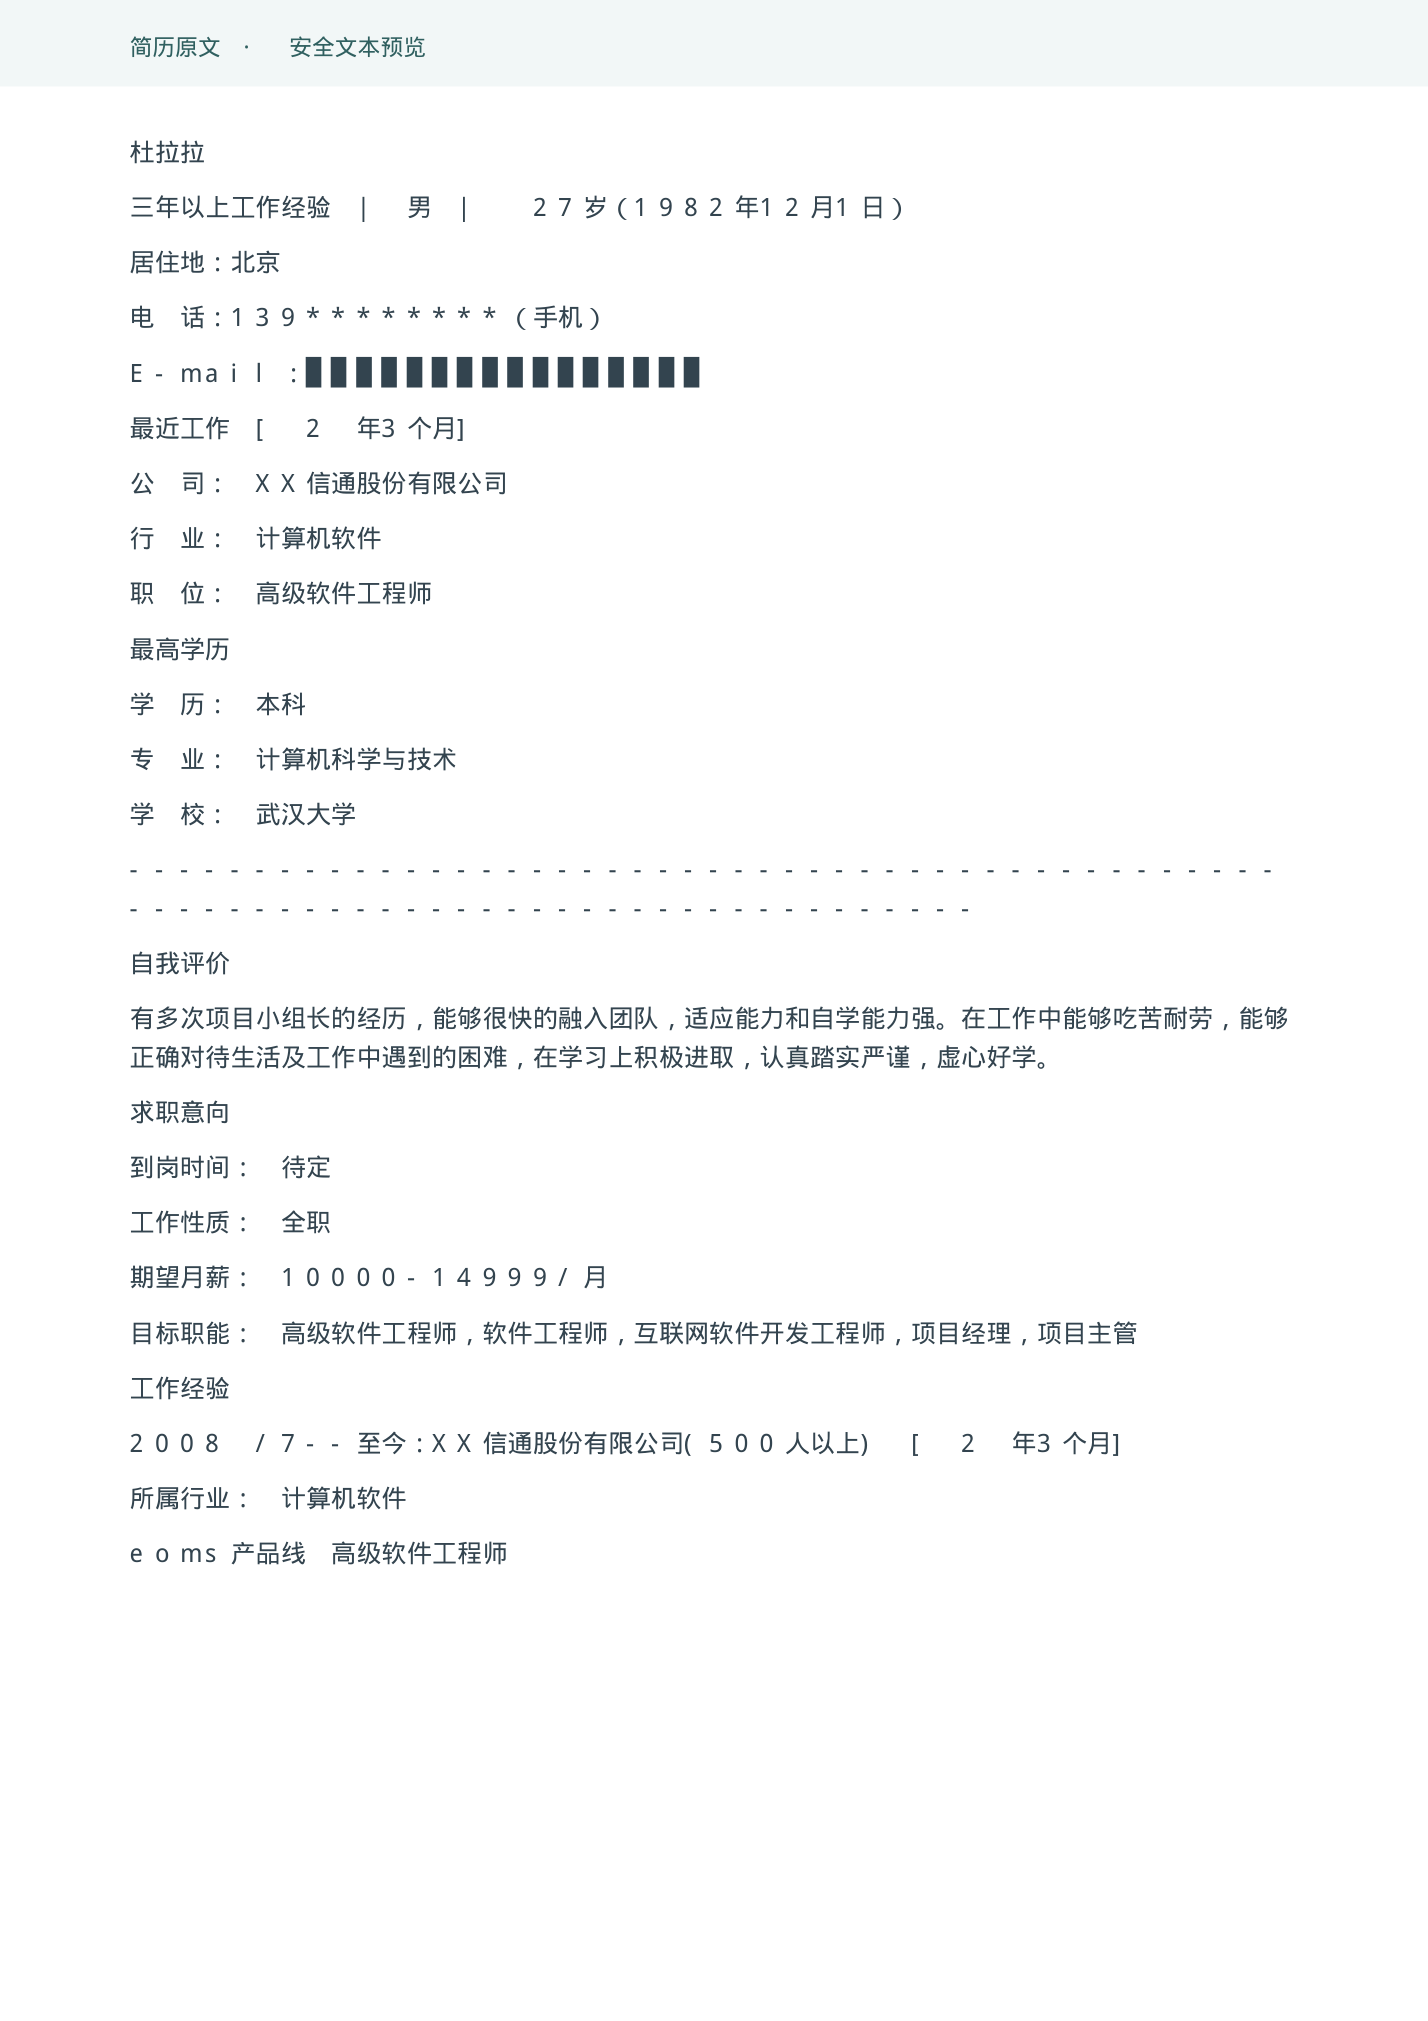 简历原文 · 安全文本预览
杜拉拉
三年以上工作经验 | 男 | 27岁(1982年12月1日)
居住地:北京
电 话:139********(手机)
E-mail:████████████████
最近工作 [ 2 年3个月]
公 司: XX信通股份有限公司
行 业: 计算机软件
职 位: 高级软件工程师
最高学历
学 历: 本科
专 业: 计算机科学与技术
学 校: 武汉大学
----------------------------------------------
----------------------------------
自我评价
有多次项目小组长的经历,能够很快的融入团队,适应能力和自学能力强。在工作中能够吃苦耐劳,能够
正确对待生活及工作中遇到的困难,在学习上积极进取,认真踏实严谨,虚心好学。
求职意向
到岗时间: 待定
工作性质: 全职
期望月薪: 10000-14999/月
目标职能: 高级软件工程师,软件工程师,互联网软件开发工程师,项目经理,项目主管
工作经验
2008 /7--至今:XX信通股份有限公司(500人以上) [ 2 年3个月]
所属行业: 计算机软件
eoms产品线 高级软件工程师